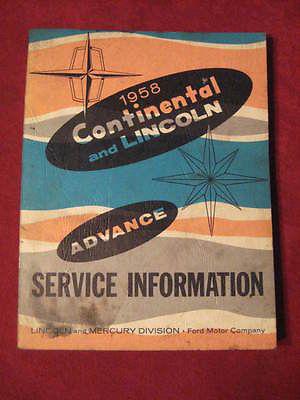 1958
Continental
and LINCOLN
ADVANCE
SERVICE INFORMATION
LINCOLN and MERCURY DIVISION • Ford Motor Company